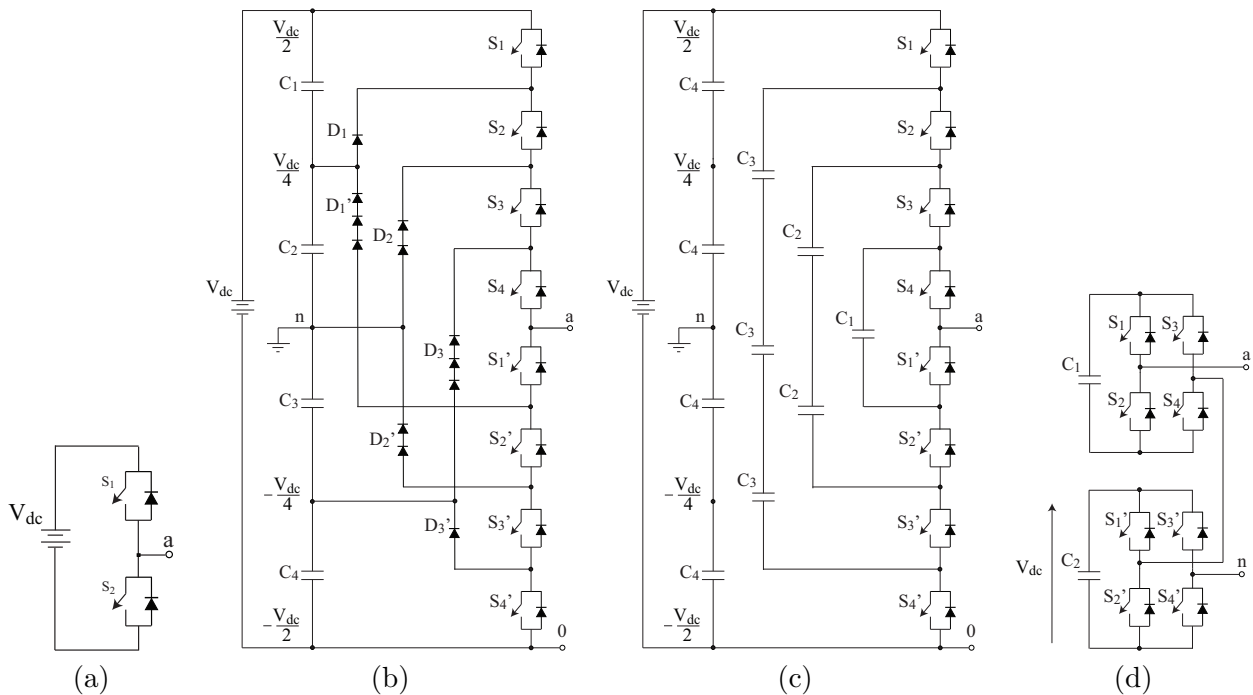 V_dc
S_1
S_2
a
(a)
V_dc
V_dc/2
C_1
V_dc/4
C_2
n
C_3
-V_dc/4
C_4
-V_dc/2
D_1
D_1'
D_2
D_2'
D_3
D_3'
S_1
S_2
S_3
S_4
a
S_1'
S_2'
S_3'
S_4'
0
(b)
V_dc
V_dc/2
C_4
V_dc/4
C_4
n
C_4
-V_dc/4
C_4
-V_dc/2
C_3
C_3
C_3
C_2
C_2
C_1
S_1
S_2
S_3
S_4
a
S_1'
S_2'
S_3'
S_4'
0
(c)
C_1
S_1
S_3
a
S_2
S_4
V_dc
C_2
S_1'
S_3'
n
S_2'
S_4'
(d)